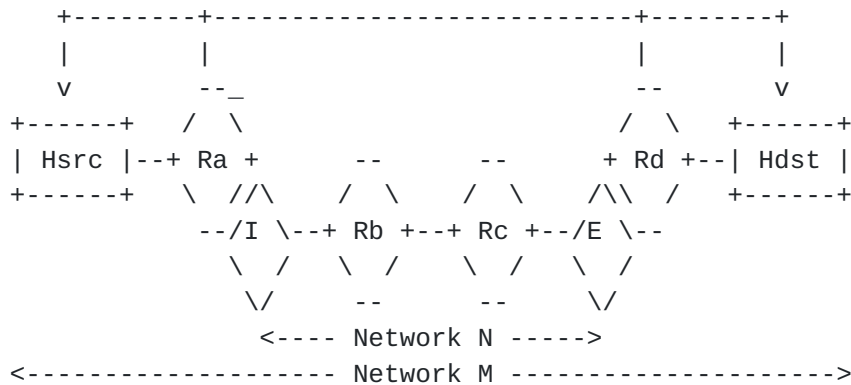 Hsrc Ra Rd Hdst
I Rb Rc E
Network N
Network M